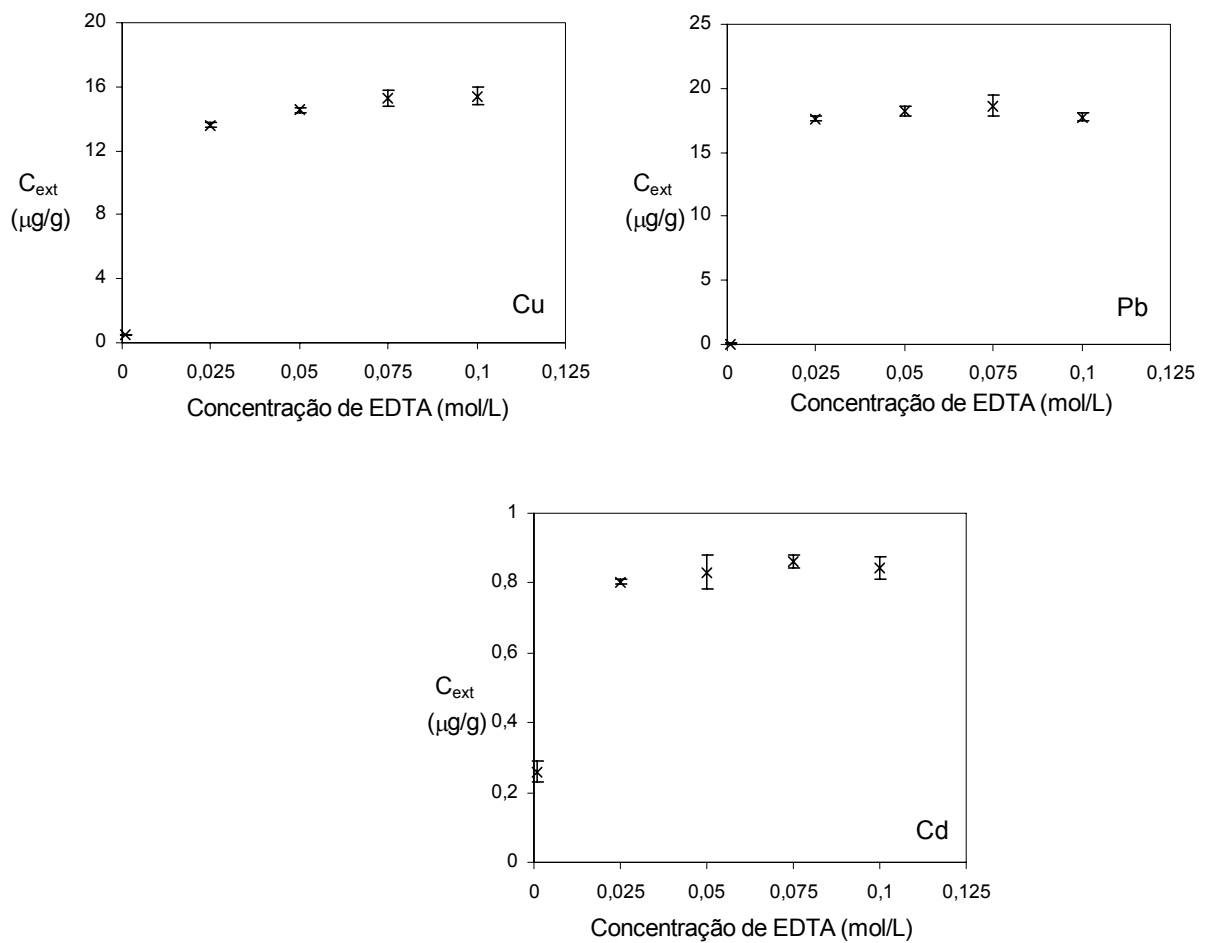 20
16
12
8
4
0
C_ext
(μg/g)
Cu
0 0,025 0,05 0,075 0,1 0,125
Concentração de EDTA (mol/L)
25
20
15
10
5
0
C_ext
(μg/g)
Pb
0 0,025 0,05 0,075 0,1 0,125
Concentração de EDTA (mol/L)
1
0,8
0,6
0,4
0,2
0
C_ext
(μg/g)
Cd
0 0,025 0,05 0,075 0,1 0,125
Concentração de EDTA (mol/L)